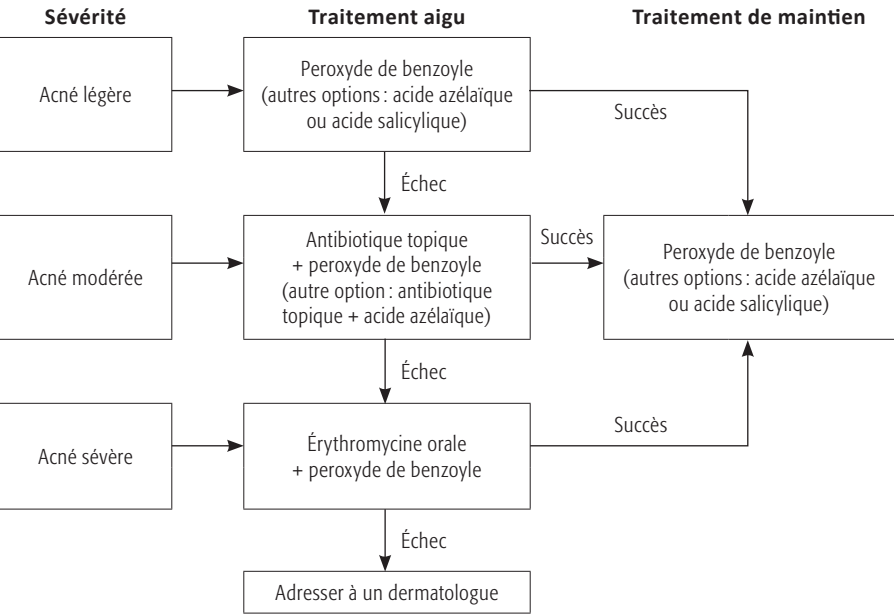 Sévérité
Traitement aigu
Traitement de maintien
Acné légère
Peroxyde de benzoyle
(autres options : acide azélaïque
ou acide salicylique)
Succès
Échec
Acné modérée
Antibiotique topique
+ peroxyde de benzoyle
(autre option : antibiotique
topique + acide azélaïque)
Succès
Peroxyde de benzoyle
(autres options : acide azélaïque
ou acide salicylique)
Échec
Acné sévère
Érythromycine orale
+ peroxyde de benzoyle
Succès
Échec
Adresser à un dermatologue